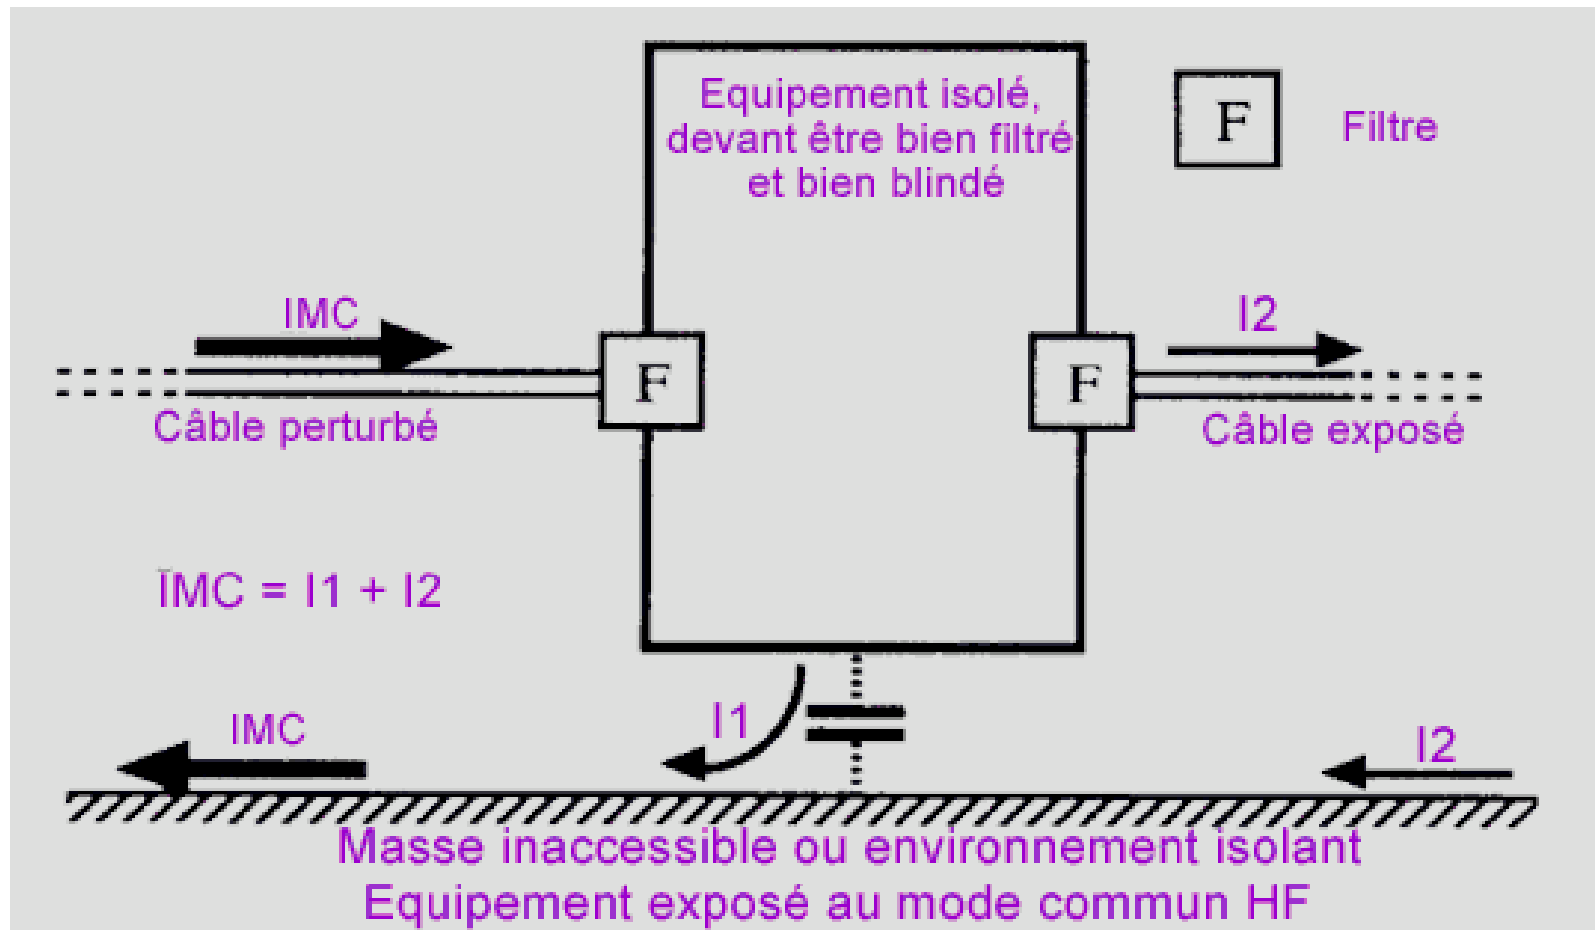 Equipement isolé,
devant être bien filtré
et bien blindé
F
Filtre
IMC
I2
F
F
Câble perturbé
Câble exposé
IMC = I1 + I2
IMC
I1
I2
Masse inaccessible ou environnement isolant
Equipement exposé au mode commun HF